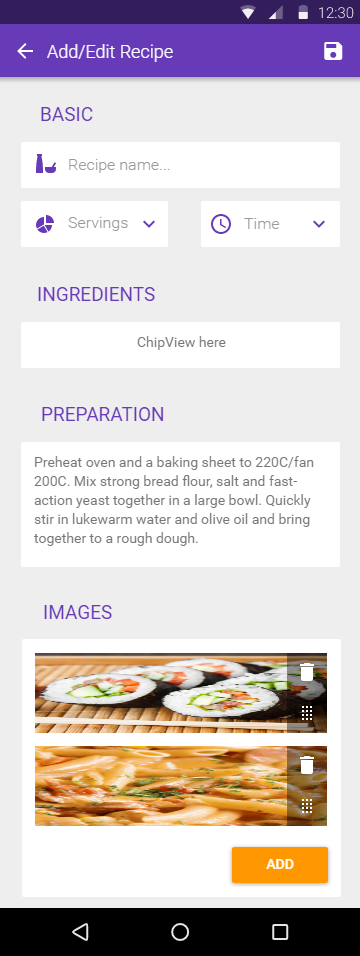 12:30
Add/Edit Recipe
BASIC
Recipe name...
Servings
Time
INGREDIENTS
ChipView here
PREPARATION
Preheat oven and a baking sheet to 220C/fan
200C. Mix strong bread flour, salt and fast-
action yeast together in a large bowl. Quickly
stir in lukewarm water and olive oil and bring
together to a rough dough.
IMAGES
ADD